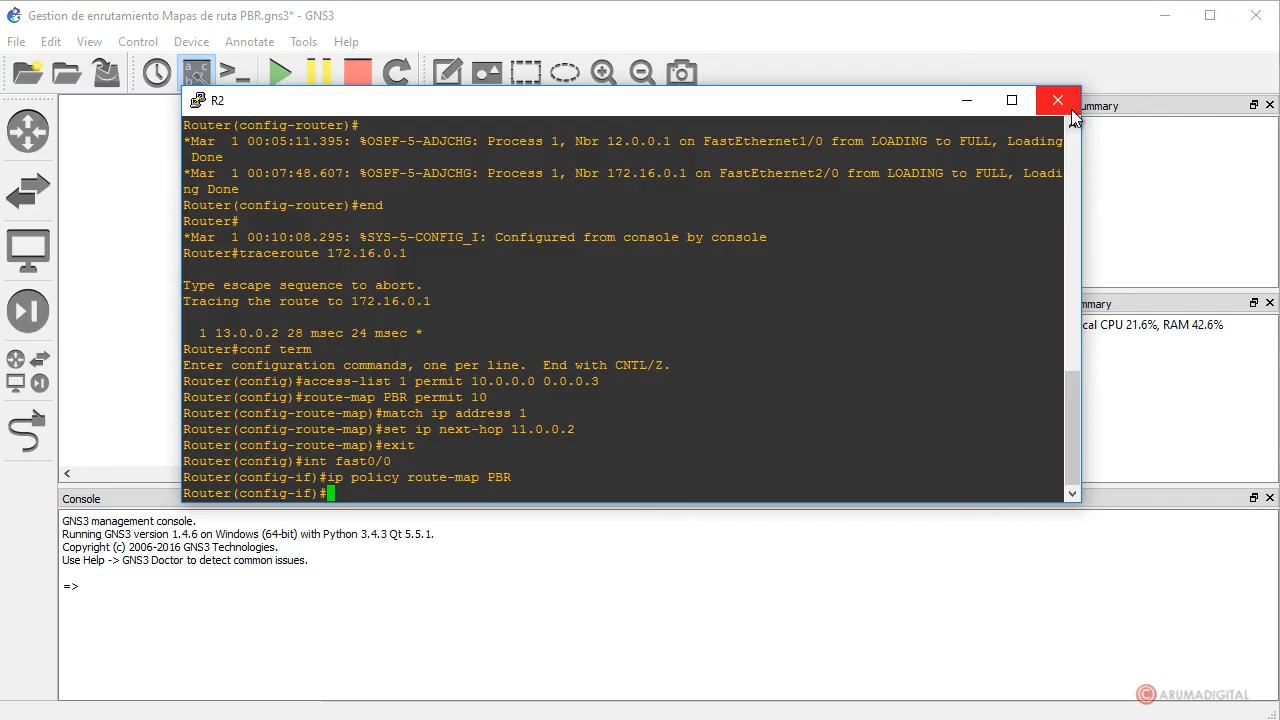 Gestion de enrutamiento Mapas de ruta PBR.gns3* - GNS3
File Edit View Control Device Annotate Tools Help
R2
ummary
Router(config-router)#
*Mar  1 00:05:11.395: %OSPF-5-ADJCHG: Process 1, Nbr 12.0.0.1 on FastEthernet1/0 from LOADING to FULL, Loading
 Done
*Mar  1 00:07:48.607: %OSPF-5-ADJCHG: Process 1, Nbr 172.16.0.1 on FastEthernet2/0 from LOADING to FULL, Loadi
ng Done
Router(config-router)#end
Router#
*Mar  1 00:10:08.295: %SYS-5-CONFIG_I: Configured from console by console
Router#traceroute 172.16.0.1
Type escape sequence to abort.
Tracing the route to 172.16.0.1
  1 13.0.0.2 28 msec 24 msec *
Router#conf term
Enter configuration commands, one per line.  End with CNTL/Z.
Router(config)#access-list 1 permit 10.0.0.0 0.0.0.3
Router(config)#route-map PBR permit 10
Router(config-route-map)#match ip address 1
Router(config-route-map)#set ip next-hop 11.0.0.2
Router(config-route-map)#exit
Router(config)#int fast0/0
Router(config-if)#ip policy route-map PBR
Router(config-if)#
mmary
cal CPU 21.6%, RAM 42.6%
Console
GNS3 management console.
Running GNS3 version 1.4.6 on Windows (64-bit) with Python 3.4.3 Qt 5.5.1.
Copyright (c) 2006-2016 GNS3 Technologies.
Use Help -> GNS3 Doctor to detect common issues.
=>
© ARUMADIGITAL